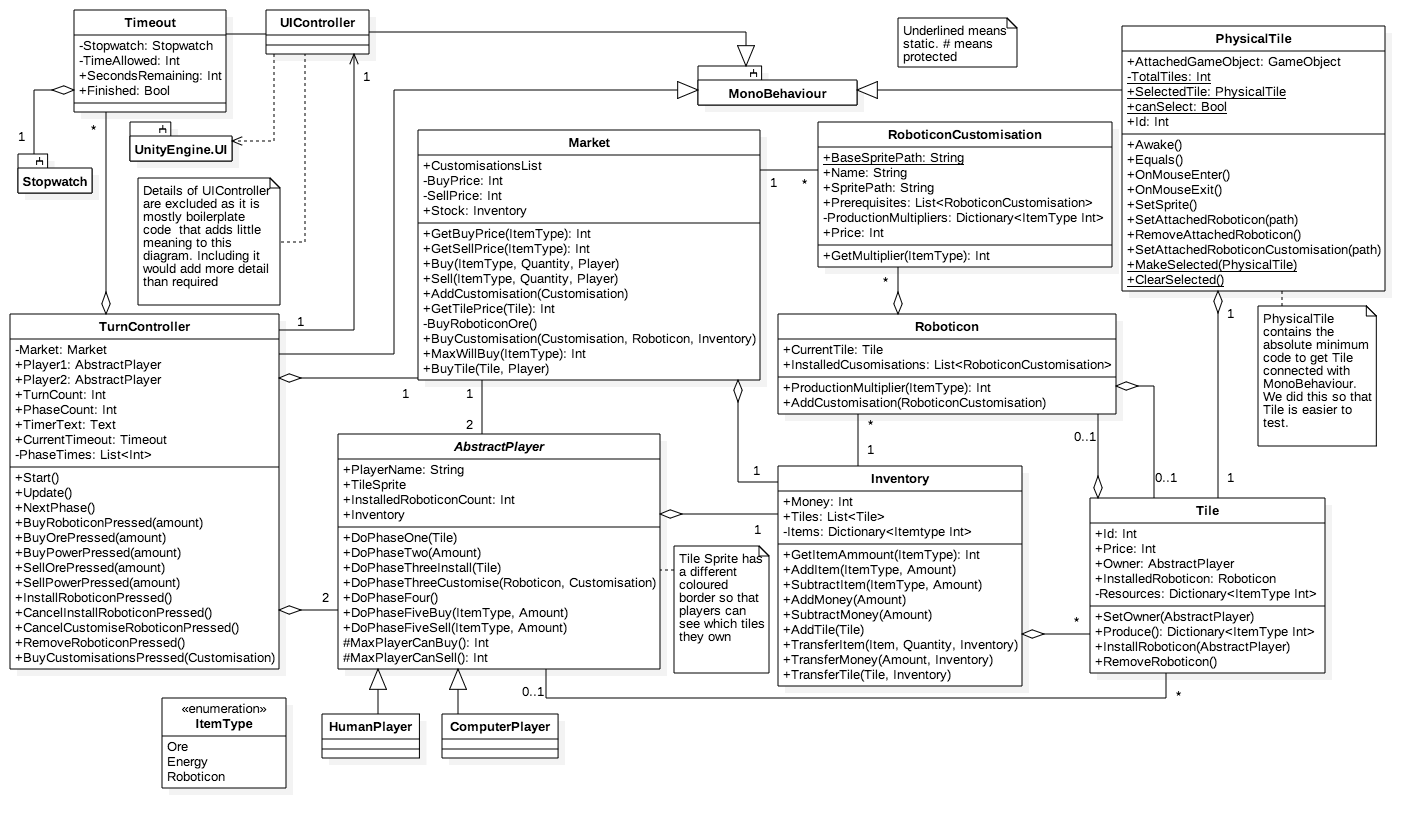 Timeout
-Stopwatch: Stopwatch
-TimeAllowed: Int
+SecondsRemaining: Int
+Finished: Bool
UIController
Underlined means
static. # means
protected
PhysicalTile
+AttachedGameObject: GameObject
-TotalTiles: Int
+SelectedTile: PhysicalTile
+canSelect: Bool
+Id: Int
+Awake()
+Equals()
+OnMouseEnter()
+OnMouseExit()
+SetSprite()
+SetAttachedRoboticon(path)
+RemoveAttachedRoboticon()
+SetAttachedRoboticonCustomisation(path)
+MakeSelected(PhysicalTile)
+ClearSelected()
1
MonoBehaviour
*
1
UnityEngine.UI
Stopwatch
Details of UIController
are excluded as it is
mostly boilerplate
code that adds little
meaning to this
diagram. Including it
would add more detail
than required
Market
+CustomisationsList
-BuyPrice: Int
-SellPrice: Int
+Stock: Inventory
+GetBuyPrice(ItemType): Int
+GetSellPrice(ItemType): Int
+Buy(ItemType, Quantity, Player)
+Sell(ItemType, Quantity, Player)
+AddCustomisation(Customisation)
+GetTilePrice(Tile): Int
-BuyRoboticonOre()
+BuyCustomisation(Customisation, Roboticon, Inventory)
+MaxWillBuy(ItemType): Int
+BuyTile(Tile, Player)
1
*
RoboticonCustomisation
+BaseSpritePath: String
+Name: String
+SpritePath: String
+Prerequisites: List<RoboticonCustomisation>
-ProductionMultipliers: Dictionary<ItemType Int>
+Price: Int
+GetMultiplier(ItemType): Int
*
1
1
PhysicalTile
contains the
absolute minimum
code to get Tile
connected with
MonoBehaviour.
We did this so that
Tile is easier to
test.
TurnController
-Market: Market
+Player1: AbstractPlayer
+Player2: AbstractPlayer
+TurnCount: Int
+PhaseCount: Int
+TimerText: Text
+CurrentTimeout: Timeout
-PhaseTimes: List<Int>
+Start()
+Update()
+NextPhase()
+BuyRoboticonPressed(amount)
+BuyOrePressed(amount)
+BuyPowerPressed(amount)
+SellOrePressed(amount)
+SellPowerPressed(amount)
+InstallRoboticonPressed()
+CancelInstallRoboticonPressed()
+CancelCustomiseRoboticonPressed()
+RemoveRoboticonPressed()
+BuyCustomisationsPressed(Customisation)
Roboticon
+CurrentTile: Tile
+InstalledCusomisations: List<RoboticonCustomisation>
+ProductionMultiplier(ItemType): Int
+AddCustomisation(RoboticonCustomisation)
1
1
2
*
1
0..1
0..1
1
AbstractPlayer
+PlayerName: String
+TileSprite
+InstalledRoboticonCount: Int
+Inventory
+DoPhaseOne(Tile)
+DoPhaseTwo(Amount)
+DoPhaseThreeInstall(Tile)
+DoPhaseThreeCustomise(Roboticon, Customisation)
+DoPhaseFour()
+DoPhaseFiveBuy(ItemType, Amount)
+DoPhaseFiveSell(ItemType, Amount)
#MaxPlayerCanBuy(): Int
#MaxPlayerCanSell(): Int
2
1
1
Tile Sprite has
a different
coloured
border so that
players can
see which tiles
they own
Inventory
+Money: Int
+Tiles: List<Tile>
-Items: Dictionary<Itemtype Int>
+GetItemAmmount(ItemType): Int
+AddItem(ItemType, Amount)
+SubtractItem(ItemType, Amount)
+AddMoney(Amount)
+SubtractMoney(Amount)
+AddTile(Tile)
+TransferItem(Item, Quantity, Inventory)
+TransferMoney(Amount, Inventory)
+TransferTile(Tile, Inventory)
*
Tile
+Id: Int
+Price: Int
+Owner: AbstractPlayer
+InstalledRoboticon: Roboticon
-Resources: Dictionary<ItemType Int>
+SetOwner(AbstractPlayer)
+Produce(): Dictionary<ItemType Int>
+InstallRoboticon(AbstractPlayer)
+RemoveRoboticon()
0..1
*
«enumeration»
ItemType
Ore
Energy
Roboticon
HumanPlayer
ComputerPlayer